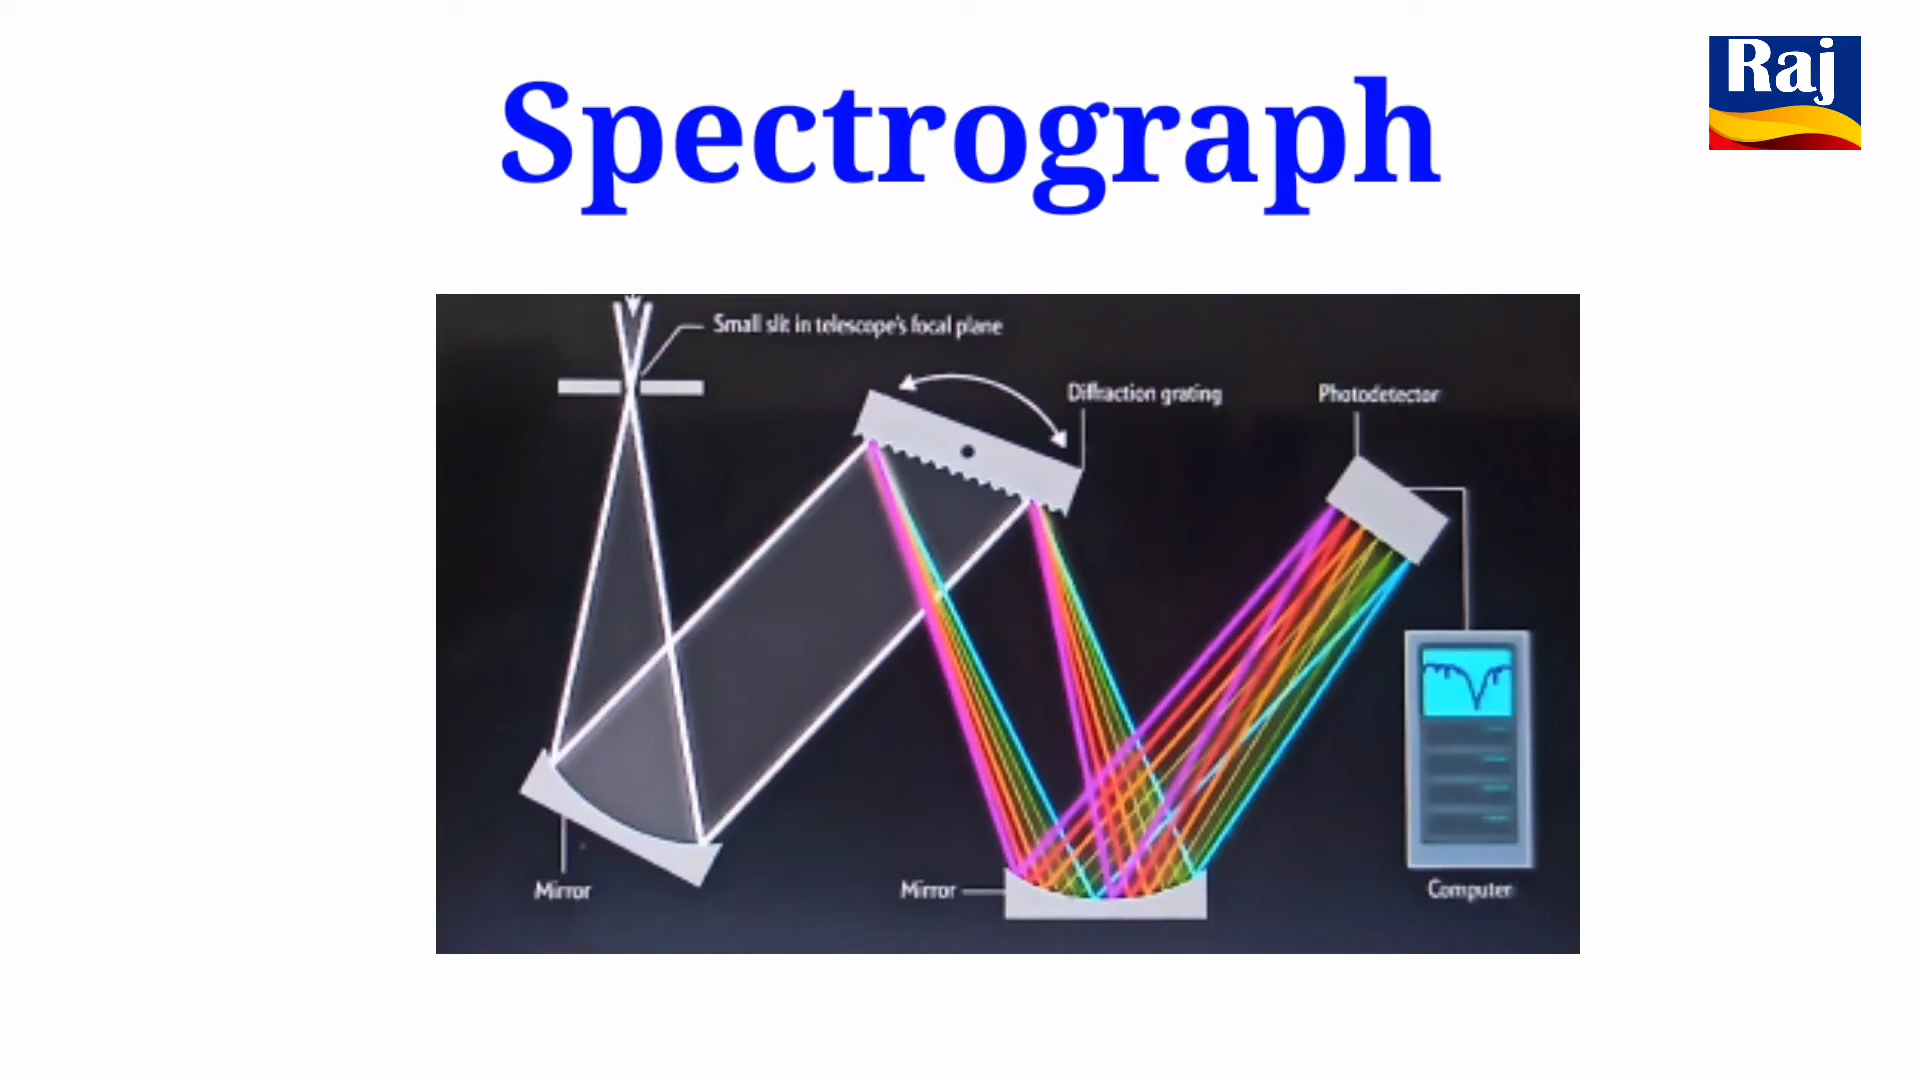 Spectrograph
Raj
Small slit in telescope's focal plane
Diffraction grating
Photodetector
Mirror
Mirror
Computer